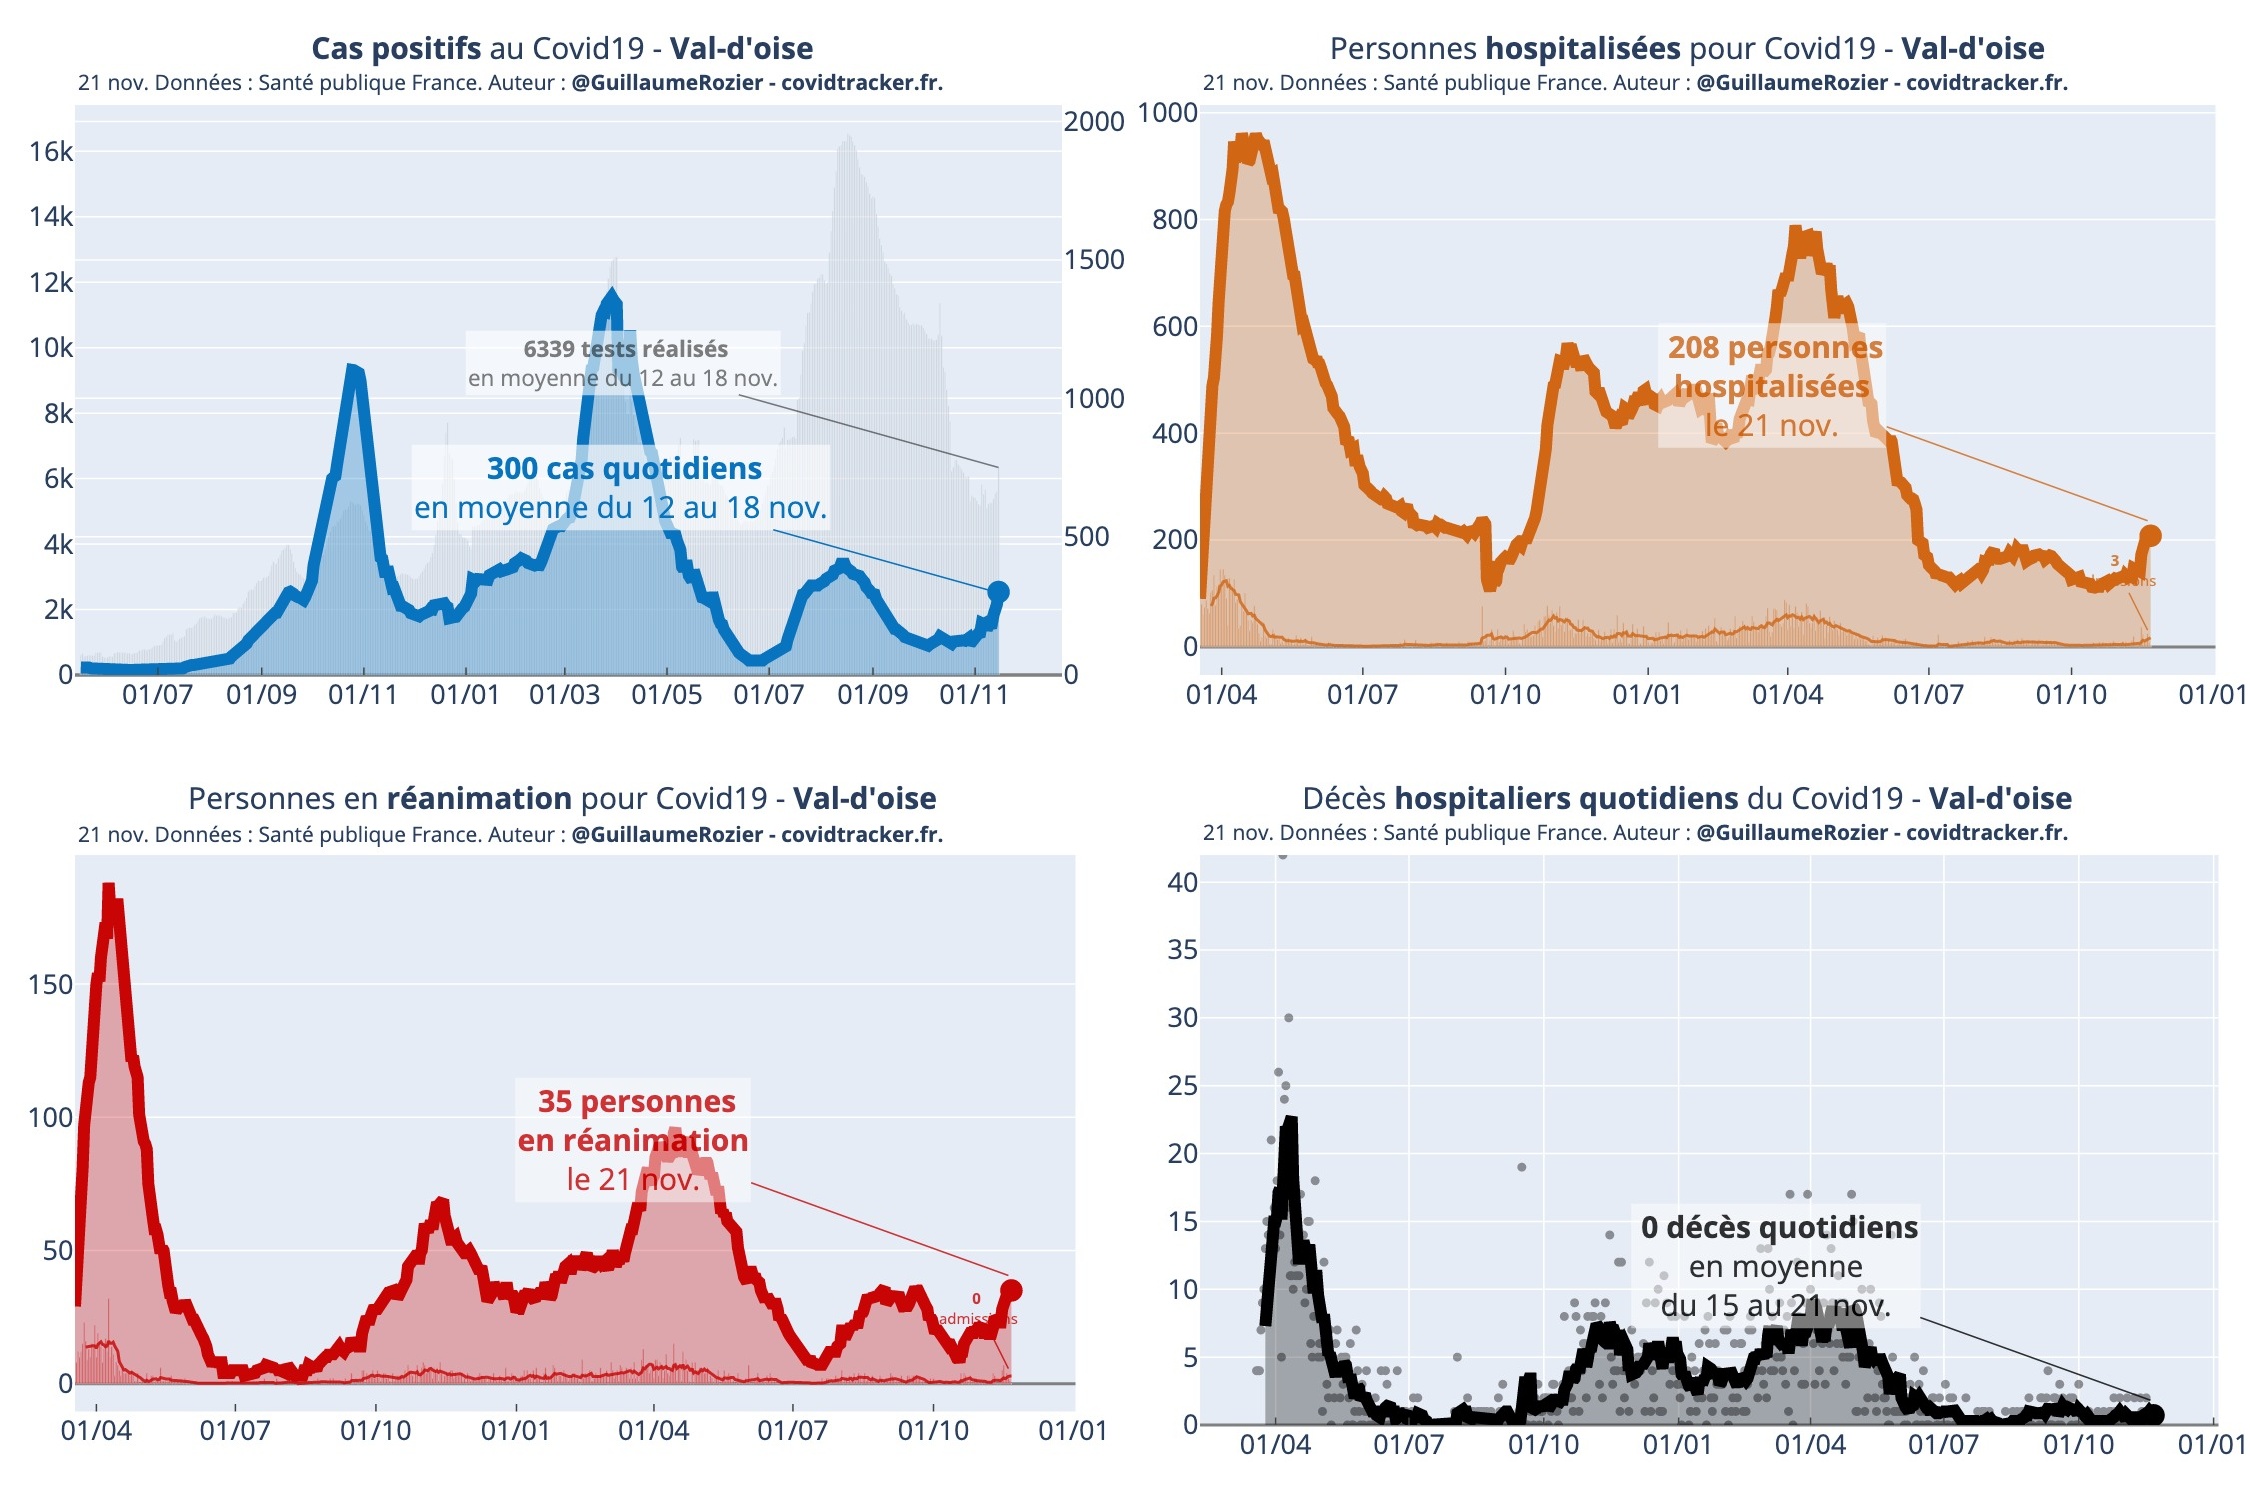 Cas positifs au Covid19 - Val-d'oise
21 nov. Données : Santé publique France. Auteur : @GuillaumeRozier - covidtracker.fr.
2000
16k
14k
1500
12k
10k
6339 tests réalisés
en moyenne du 12 au 18 nov.
1000
8k
300 cas quotidiens
6k
en moyenne du 12 au 18 nov.
500
4k
2k
0
0
01/07 01/09 01/11 01/01 01/03 01/05 01/07 01/09 01/11
Personnes hospitalisées pour Covid19 - Val-d'oise
21 nov. Données : Santé publique France. Auteur : @GuillaumeRozier - covidtracker.fr.
1000
800
600
208 personnes
hospitalisées
le 21 nov.
400
200
3
0
01/04 01/07 01/10 01/01 01/04 01/07 01/10 01/01
Personnes en réanimation pour Covid19 - Val-d'oise
21 nov. Données : Santé publique France. Auteur : @GuillaumeRozier - covidtracker.fr.
150
100
35 personnes
en réanimation
le 21 nov.
50
0
admissions
0
01/04 01/07 01/10 01/01 01/04 01/07 01/10 01/01
Décès hospitaliers quotidiens du Covid19 - Val-d'oise
21 nov. Données : Santé publique France. Auteur : @GuillaumeRozier - covidtracker.fr.
40
35
30
25
20
15
0 décès quotidiens
en moyenne
du 15 au 21 nov.
10
5
0
01/04 01/07 01/10 01/01 01/04 01/07 01/10 01/01